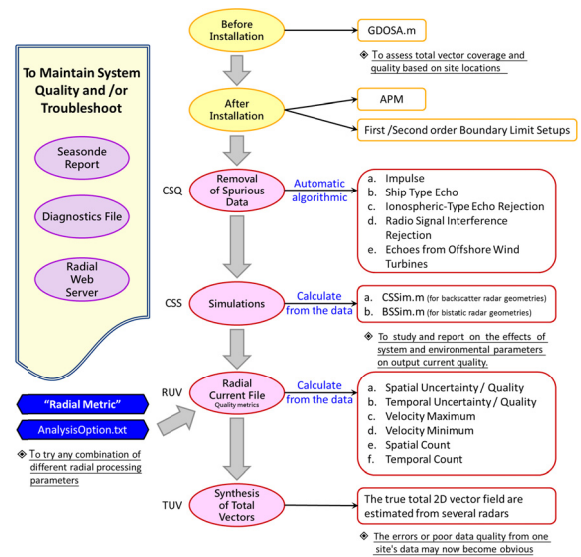 To Maintain System
Quality and /or
Troubleshoot
Seasonde
Report
Diagnostics File
Radial
Web
Server
"Radial Metric"
AnalysisOption.txt
◈ To try any combination of
different radial processing
parameters
Before
Installation
GDOSA.m
◈ To assess total vector coverage and
quality based on site locations
After
Installation
APM
First /Second order Boundary Limit Setups
CSQ
Removal
of Spurious
Data
Automatic
algorithmic
a. Impulse
b. Ship Type Echo
c. Ionospheric-Type Echo Rejection
d. Radio Signal Interference
Rejection
e. Echoes from Offshore Wind
Turbines
CSS
Simulations
Calculate
from the data
a. CSSim.m (for backscatter radar geometries)
b. BSSim.m (for bistatic radar geometries)
◈ To study and report on the effects of
system and environmental parameters
on output current quality.
RUV
Radial
Current File
Quality metrics
Calculate
from the data
a. Spatial Uncertainty / Quality
b. Temporal Uncertainty / Quality
c. Velocity Maximum
d. Velocity Minimum
e. Spatial Count
f. Temporal Count
TUV
Synthesis
of Total
Vectors
The true total 2D vector field are
estimated from several radars
◈ The errors or poor data quality from one
site's data may now become obvious